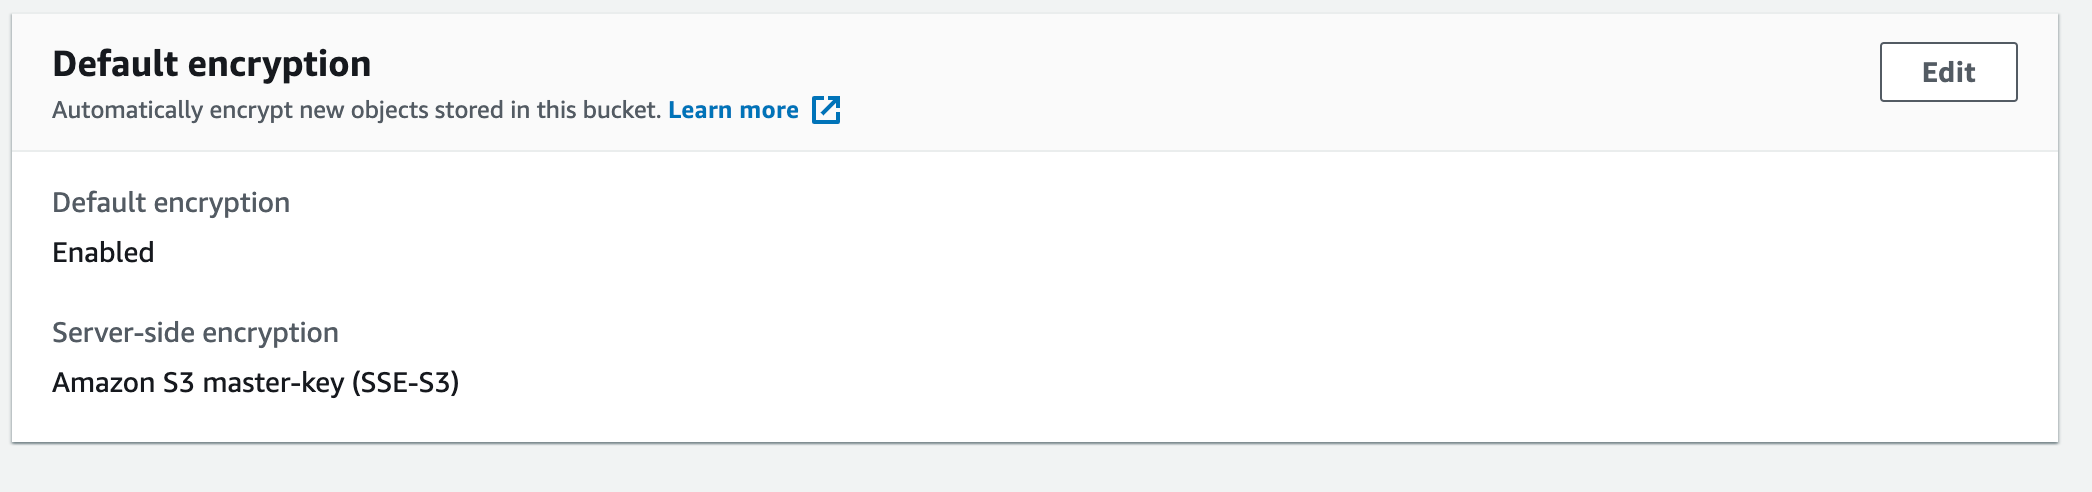 Default encryption
Edit
Automatically encrypt new objects stored in this bucket. Learn more
Default encryption
Enabled
Server-side encryption
Amazon S3 master-key (SSE-S3)